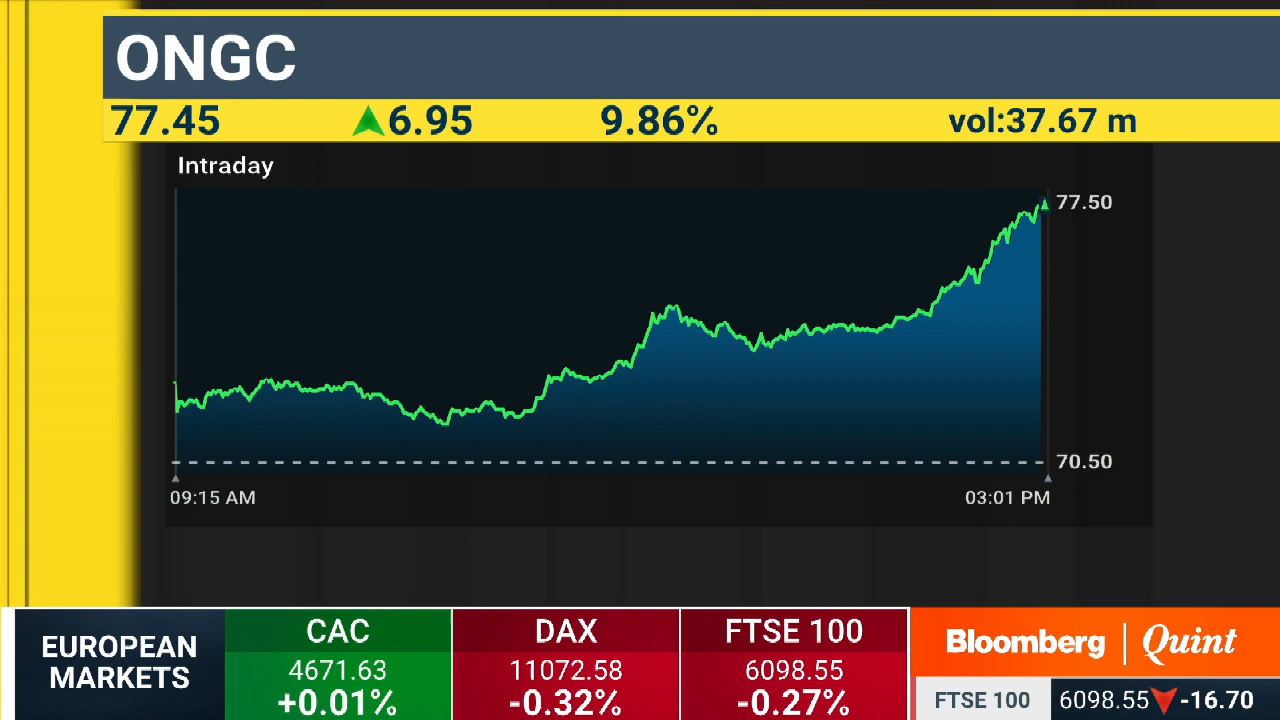 ONGC
77.45 6.95 9.86% vol:37.67 m
Intraday
77.50
70.50
09:15 AM 03:01 PM
EUROPEAN
MARKETS
CAC
4671.63
+0.01%
DAX
11072.58
-0.32%
FTSE 100
6098.55
-0.27%
Bloomberg | Quint
FTSE 100 6098.55 -16.70